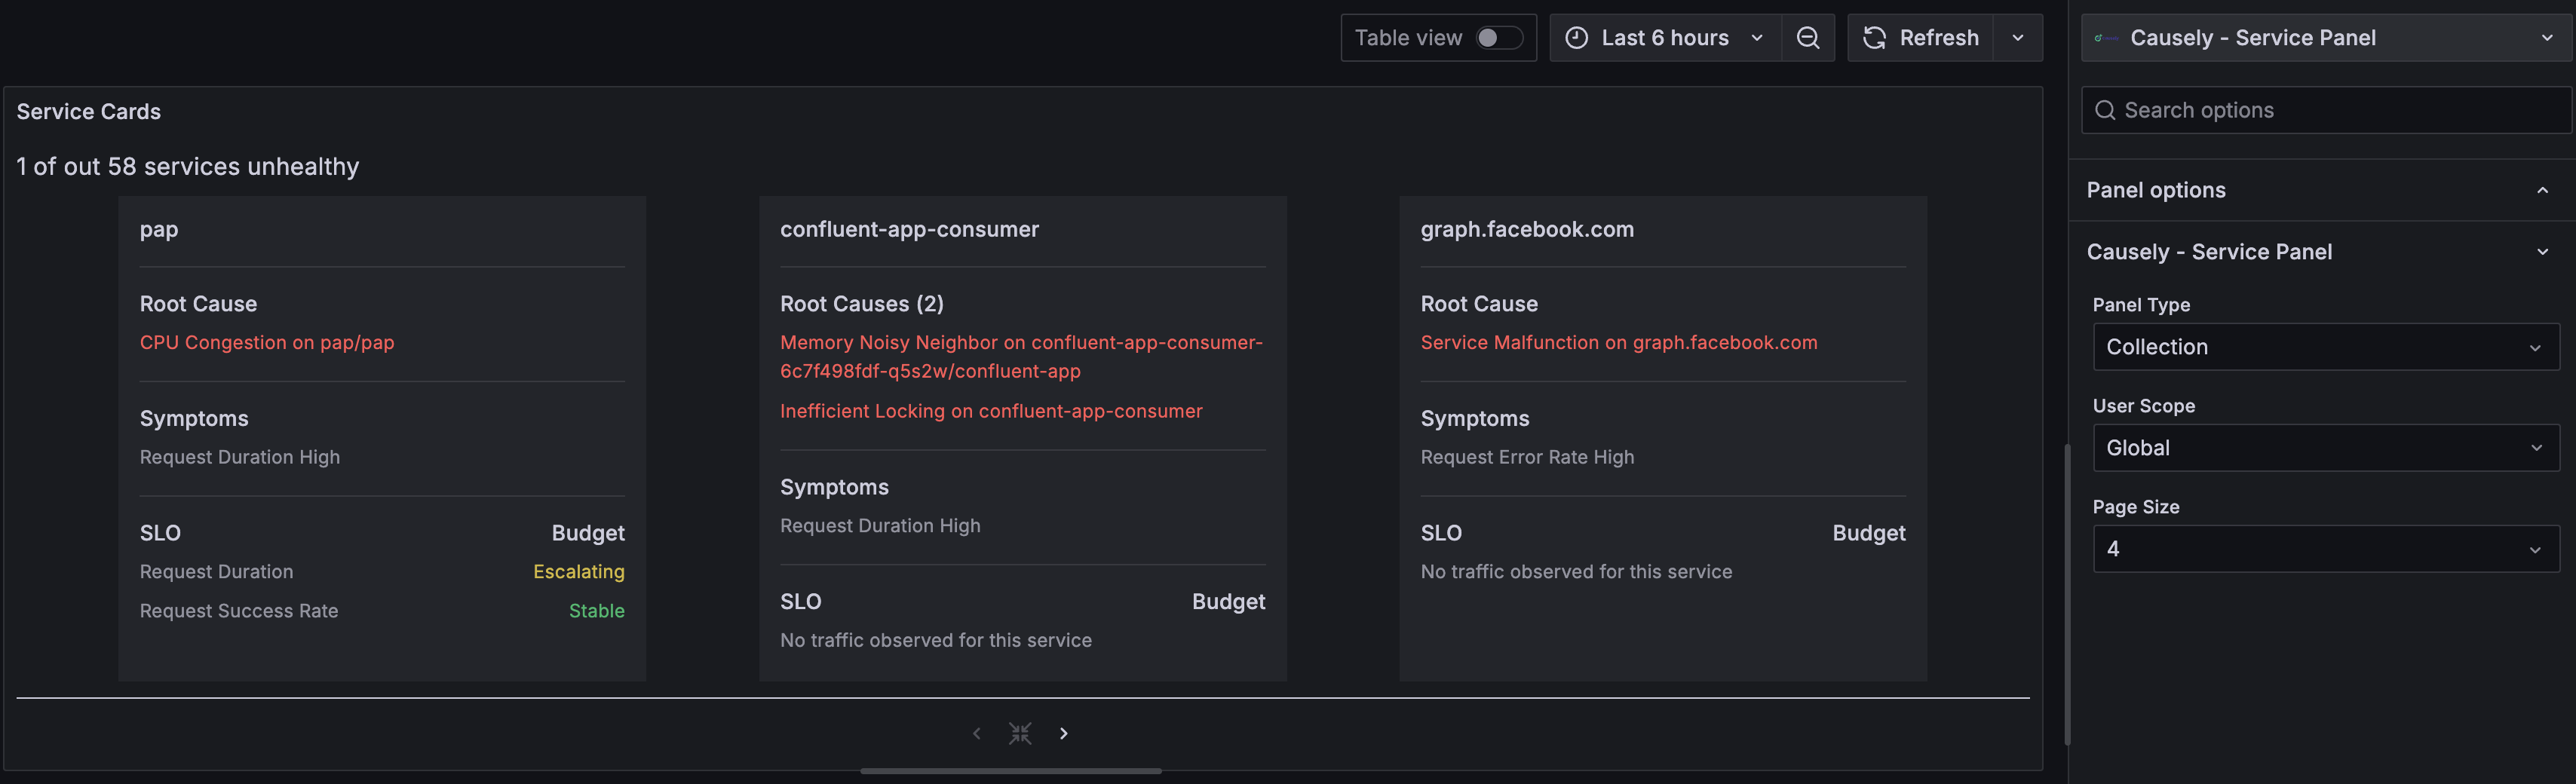 Table view
Last 6 hours
Refresh
Causely - Service Panel
Search options
Service Cards
1 of out 58 services unhealthy
pap
Root Cause
CPU Congestion on pap/pap
Symptoms
Request Duration High
SLO Budget
Request Duration Escalating
Request Success Rate Stable
confluent-app-consumer
Root Causes (2)
Memory Noisy Neighbor on confluent-app-consumer-
6c7f498fdf-q5s2w/confluent-app
Inefficient Locking on confluent-app-consumer
Symptoms
Request Duration High
SLO Budget
No traffic observed for this service
graph.facebook.com
Root Cause
Service Malfunction on graph.facebook.com
Symptoms
Request Error Rate High
SLO Budget
No traffic observed for this service
Panel options
Causely - Service Panel
Panel Type
Collection
User Scope
Global
Page Size
4